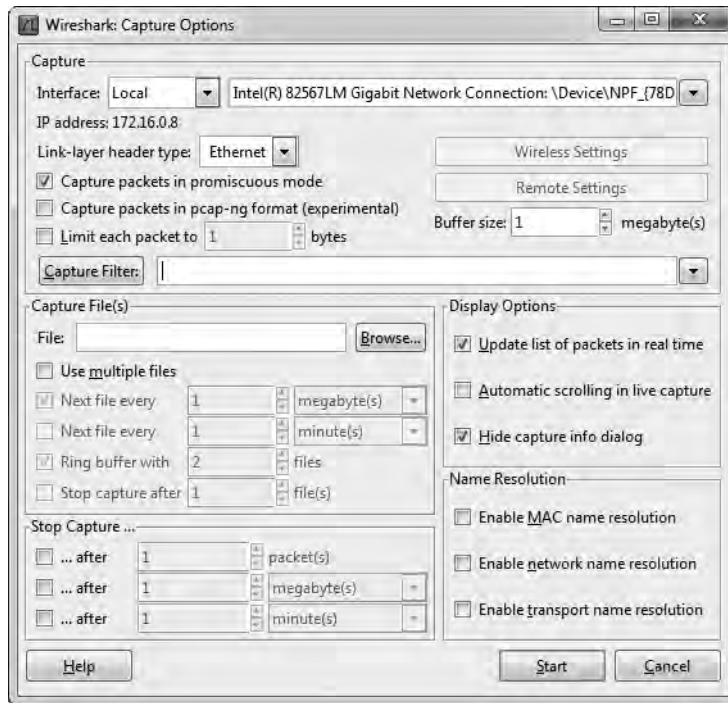 Wireshark: Capture Options
Capture
Interface: Local Intel(R) 82567LM Gigabit Network Connection: \Device\NPF_{78D
IP address: 172.16.0.8
Link-layer header type: Ethernet
Wireless Settings
Capture packets in promiscuous mode
Remote Settings
Capture packets in pcap-ng format (experimental)
Buffer size: 1 megabyte(s)
Limit each packet to 1 bytes
Capture Filter:
Capture File(s)
File: Browse...
Use multiple files
Next file every 1 megabyte(s)
Next file every 1 minute(s)
Ring buffer with 2 files
Stop capture after 1 file(s)
Display Options
Update list of packets in real time
Automatic scrolling in live capture
Hide capture info dialog
Stop Capture ...
... after 1 packet(s)
... after 1 megabyte(s)
... after 1 minute(s)
Name Resolution
Enable MAC name resolution
Enable network name resolution
Enable transport name resolution
Help Start Cancel